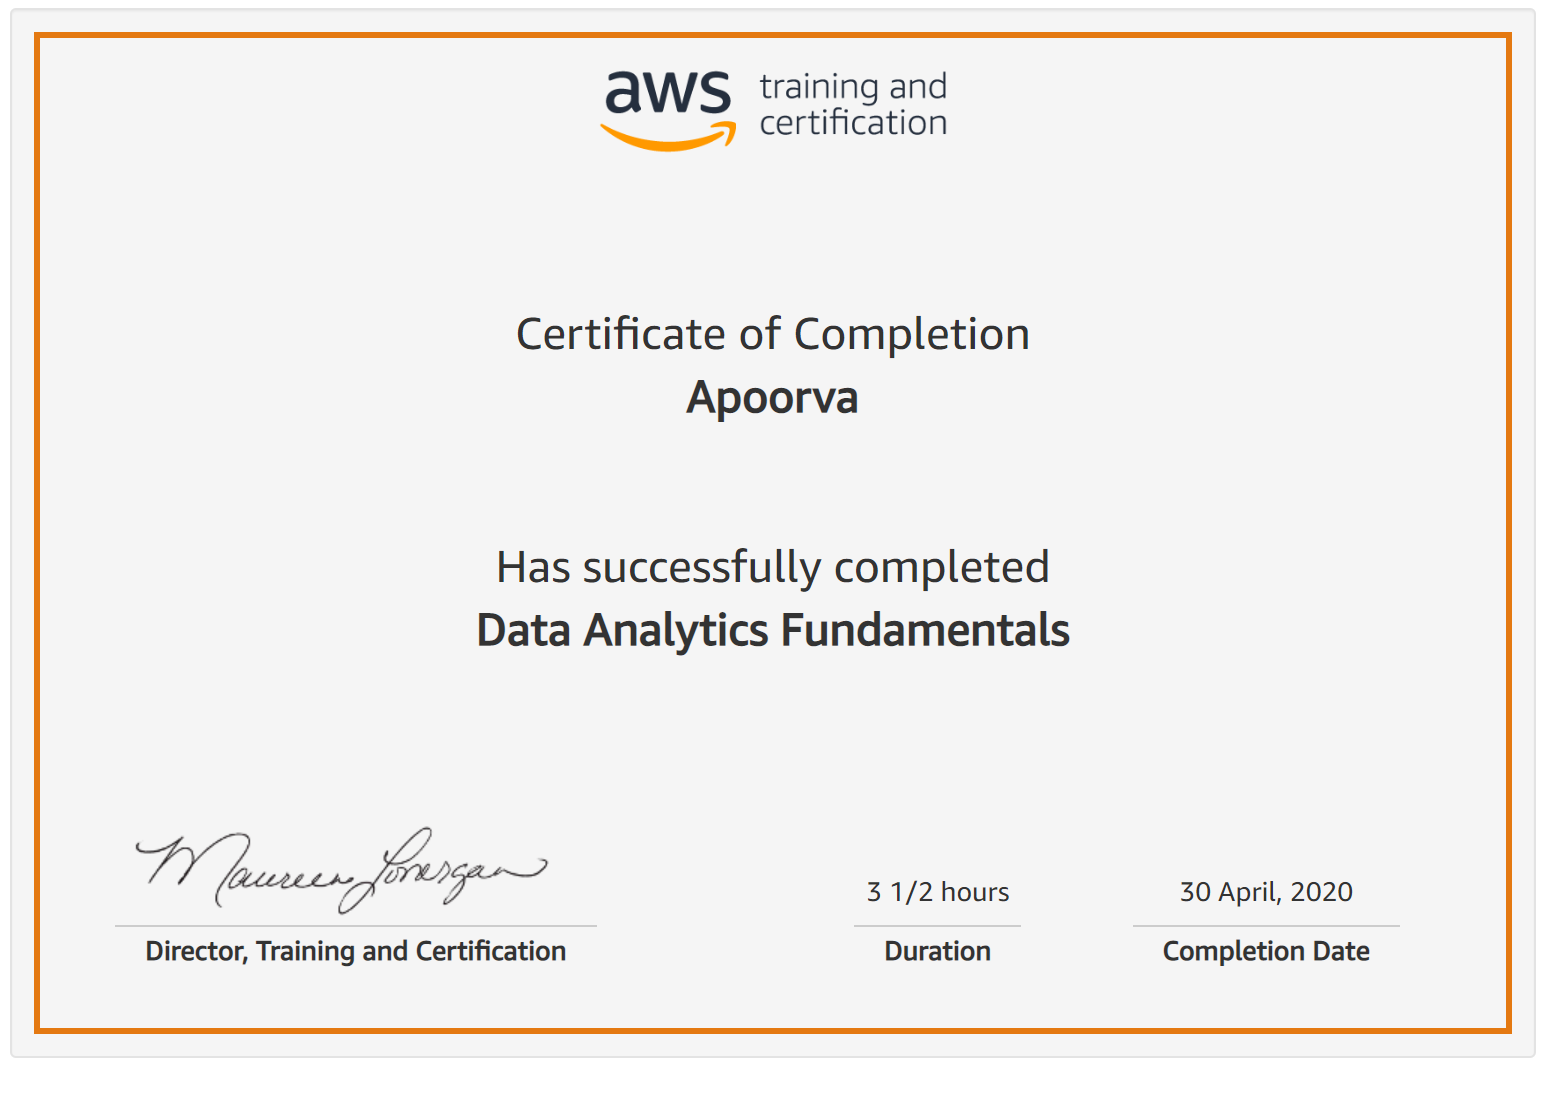 aws training and
certification
Certificate of Completion
Apoorva
Has successfully completed
Data Analytics Fundamentals
Maureen Lonergan
Director, Training and Certification
3 1/2 hours
Duration
30 April, 2020
Completion Date